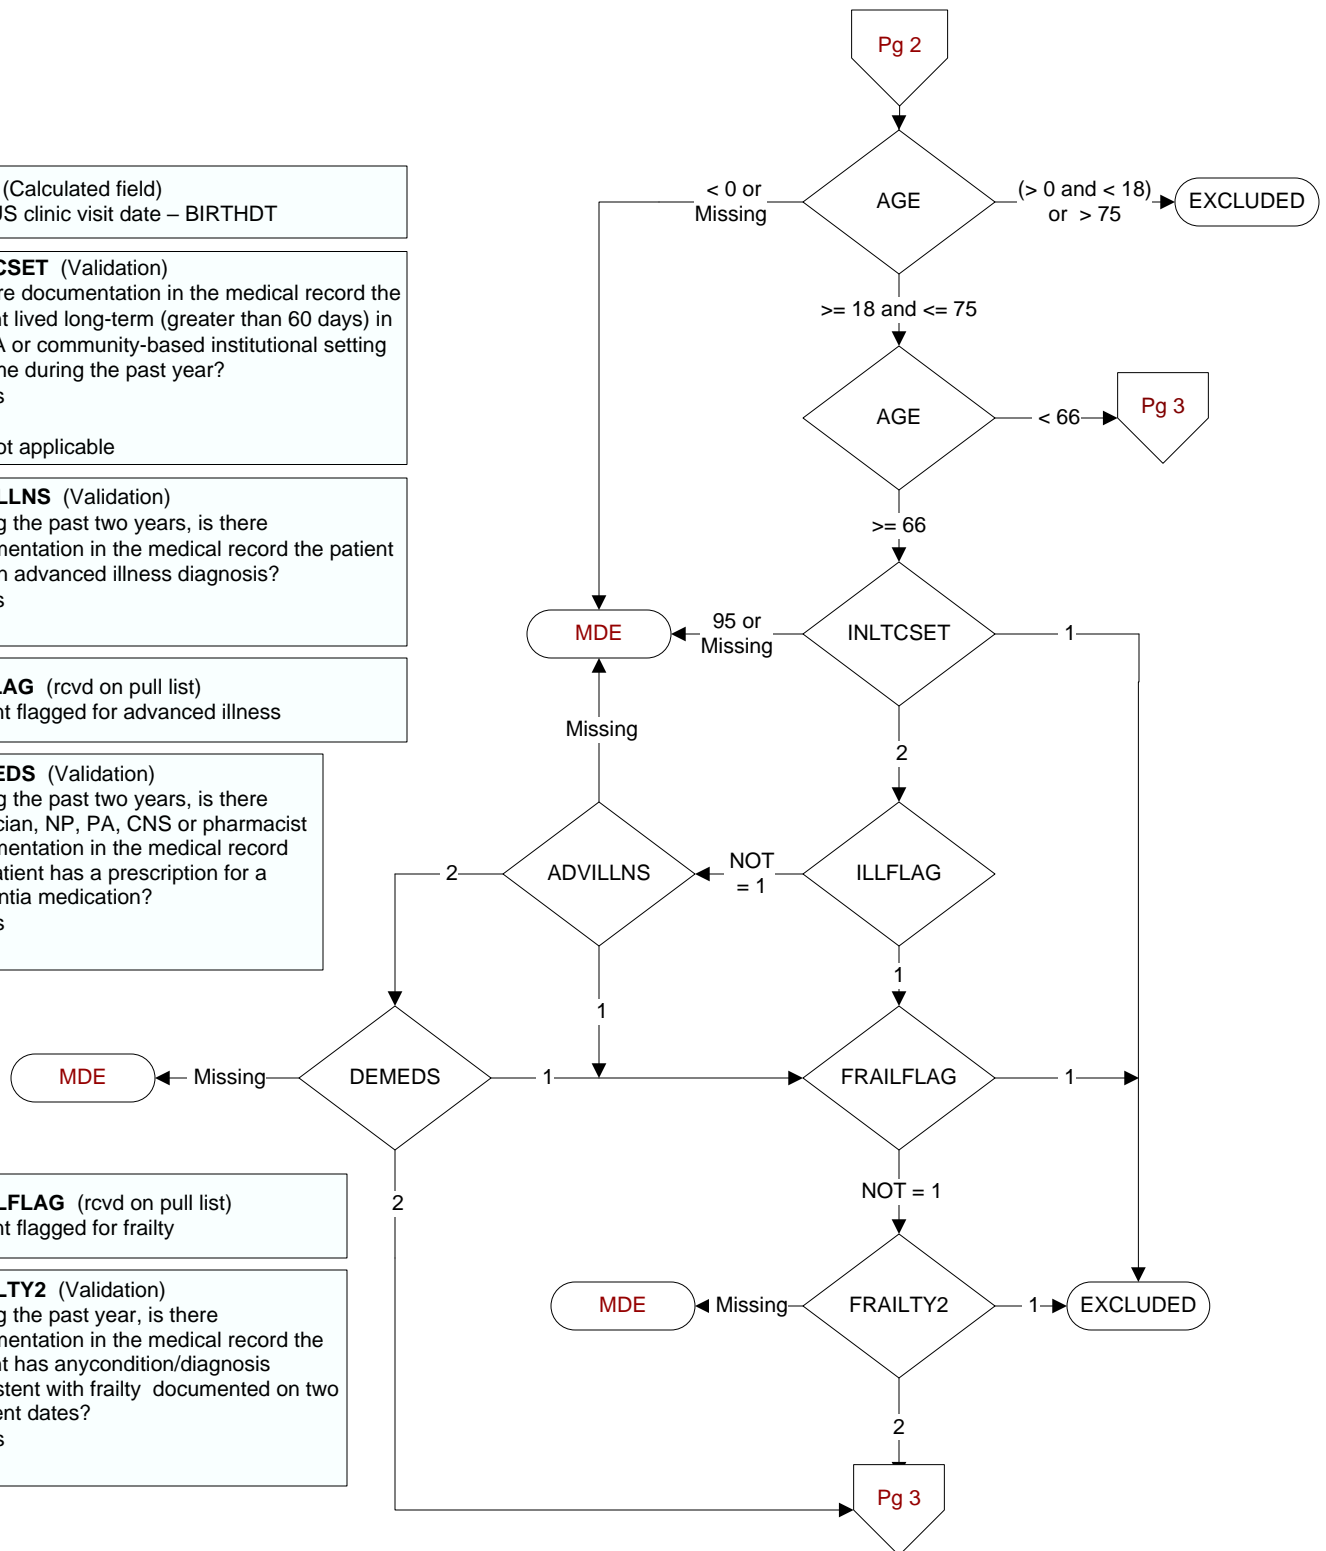 Pg 2
(Calculated field)
US clinic visit date – BIRTHDT
CSET (Validation)
re documentation in the medical record the
nt lived long-term (greater than 60 days) in
A or community-based institutional setting
me during the past year?
s
ot applicable
LLNS (Validation)
g the past two years, is there
mentation in the medical record the patient
n advanced illness diagnosis?
s
AG (rcvd on pull list)
nt flagged for advanced illness
EDS (Validation)
g the past two years, is there
cian, NP, PA, CNS or pharmacist
mentation in the medical record
atient has a prescription for a
ntia medication?
s
LFLAG (rcvd on pull list)
nt flagged for frailty
LTY2 (Validation)
g the past year, is there
mentation in the medical record the
nt has anycondition/diagnosis
stent with frailty documented on two
ent dates?
s
AGE
< 0 or
Missing
(> 0 and < 18)
or > 75
EXCLUDED
>= 18 and <= 75
AGE
< 66
Pg 3
>= 66
INLTCSET
95 or
Missing
MDE
1
2
Missing
ILLFLAG
NOT
= 1
ADVILLNS
2
1
1
DEMEDS
Missing
MDE
1
FRAILFLAG
1
2
NOT = 1
FRAILTY2
Missing
MDE
1
EXCLUDED
2
Pg 3